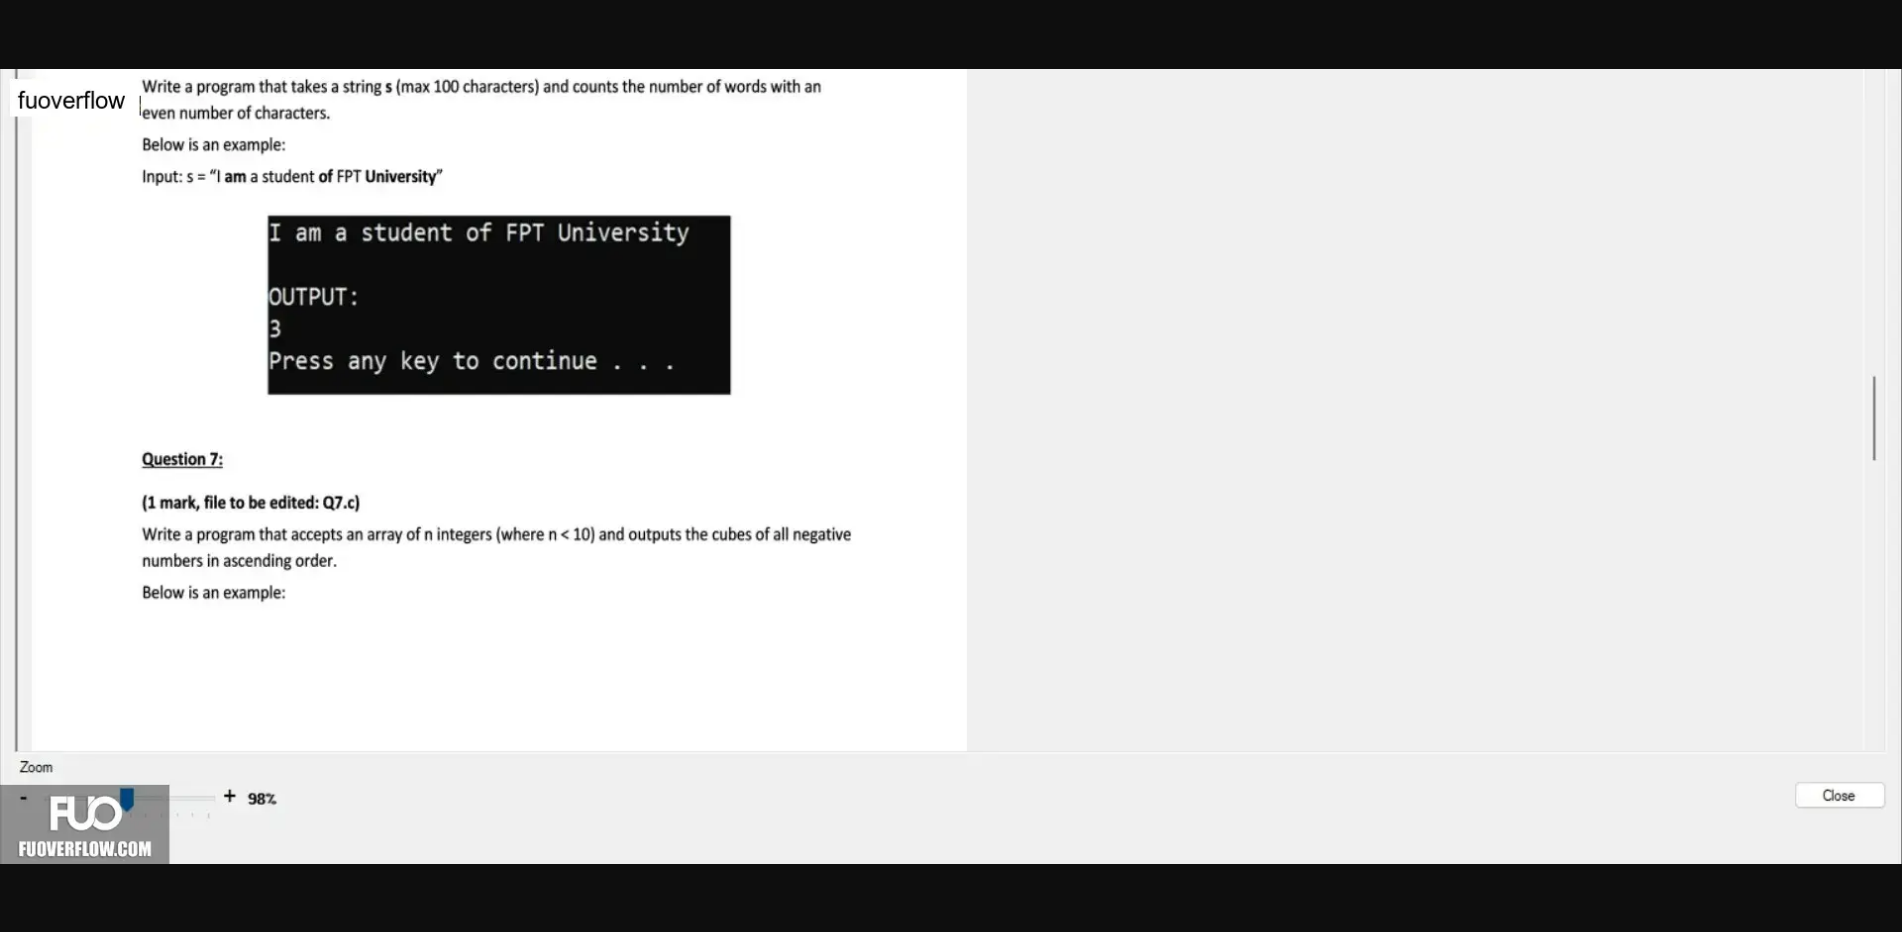 Write a program that takes a string s (max 100 characters) and counts the number of words with an
fuoverflow
even number of characters.
Below is an example:
Input: s = “I am a student of FPT University”
I am a student of FPT University
OUTPUT:
3
Press any key to continue . . .
Question 7:
(1 mark, file to be edited: Q7.c)
Write a program that accepts an array of n integers (where n < 10) and outputs the cubes of all negative
numbers in ascending order.
Below is an example:
Zoom
- + 98%
Close
FUO
FUOVERFLOW.COM